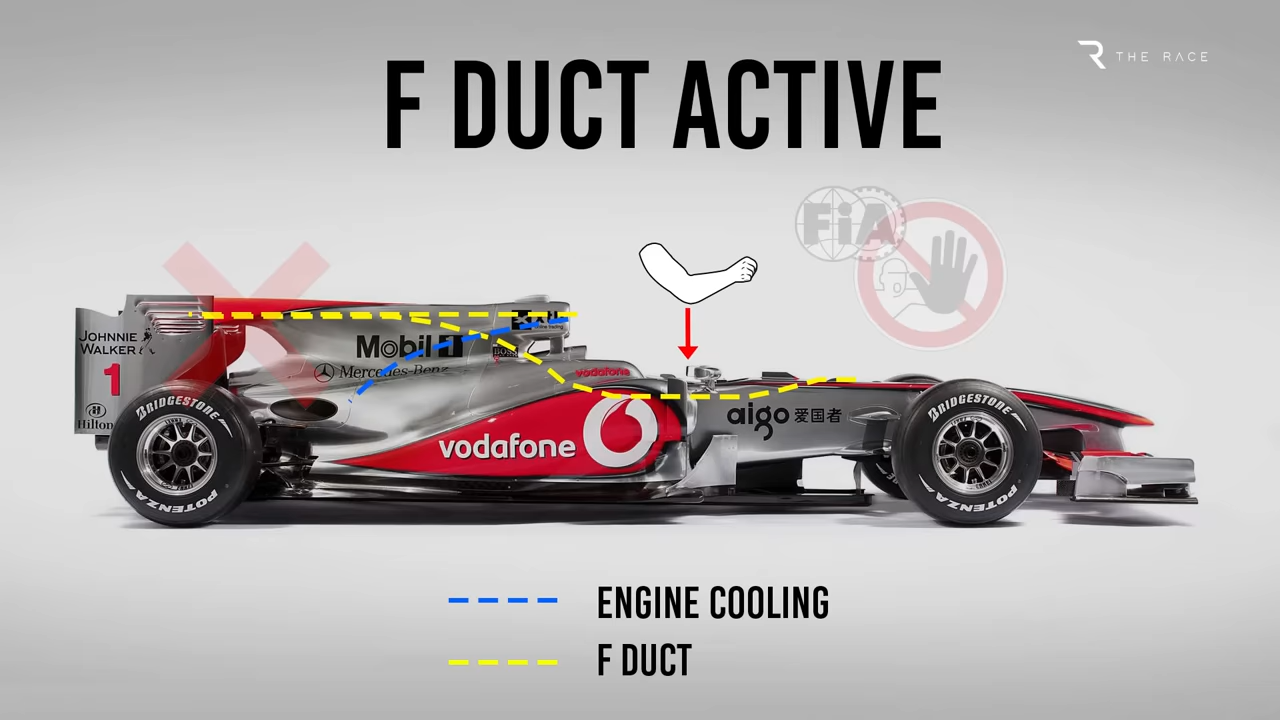 F DUCT ACTIVE
THE RACE
FiA
JOHNNIE
WALKER
1
Hilton
Mobil 1
Mercedes-Benz
BOSS
vodafone
vodafone
aigo 爱国者
BRIDGESTONE
POTENZA
BRIDGESTONE
POTENZA
ENGINE COOLING
F DUCT